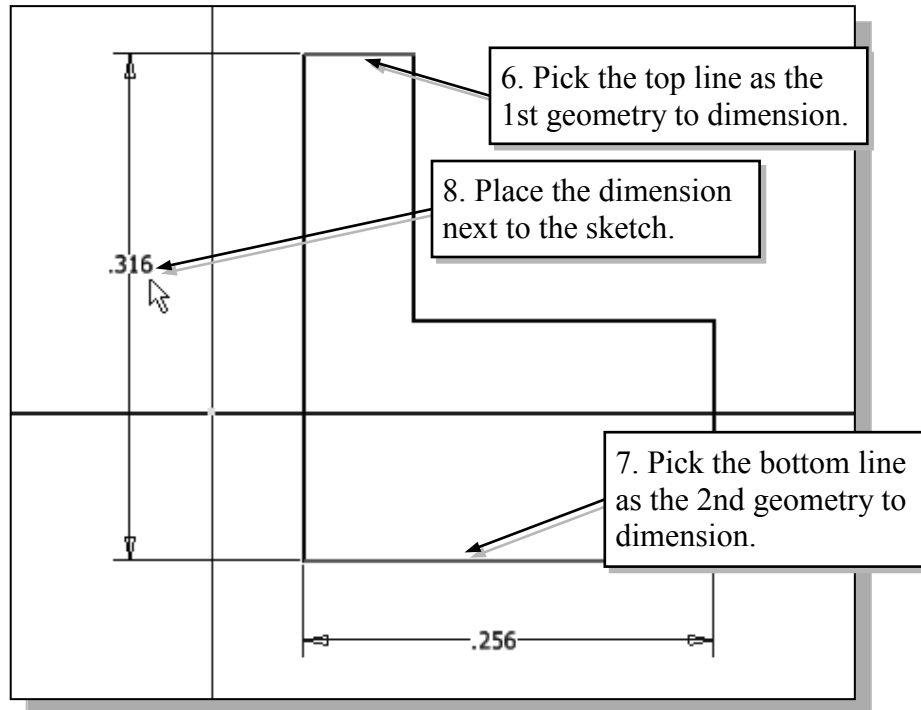 6. Pick the top line as the
1st geometry to dimension.
8. Place the dimension
next to the sketch.
.316
7. Pick the bottom line
as the 2nd geometry to
dimension.
.256